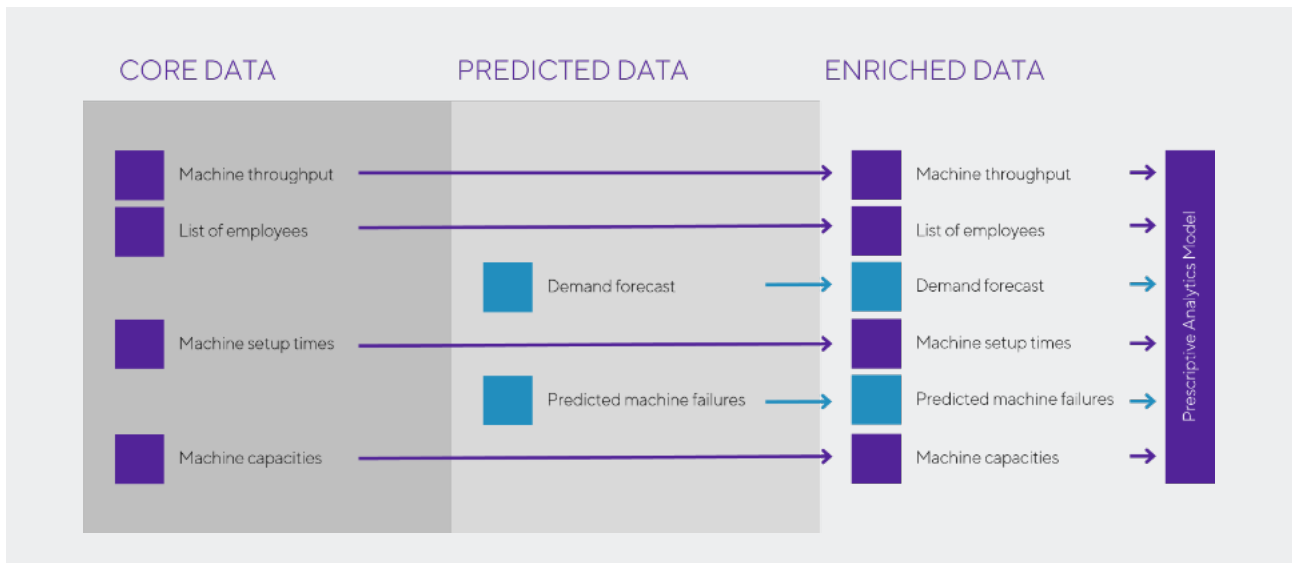 CORE DATA
PREDICTED DATA
ENRICHED DATA
Machine throughput
Machine throughput
List of employees
List of employees
Demand forecast
Demand forecast
Machine setup times
Machine setup times
Predicted machine failures
Predicted machine failures
Machine capacities
Machine capacities
Prescriptive Analytics Model